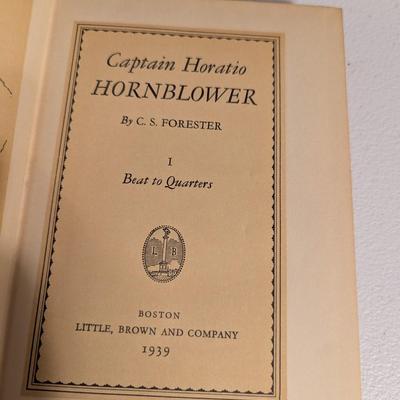 Captain Horatio
HORNBLOWER
By C. S. FORESTER
I
Beat to Quarters
L B
BOSTON
LITTLE, BROWN AND COMPANY
1939